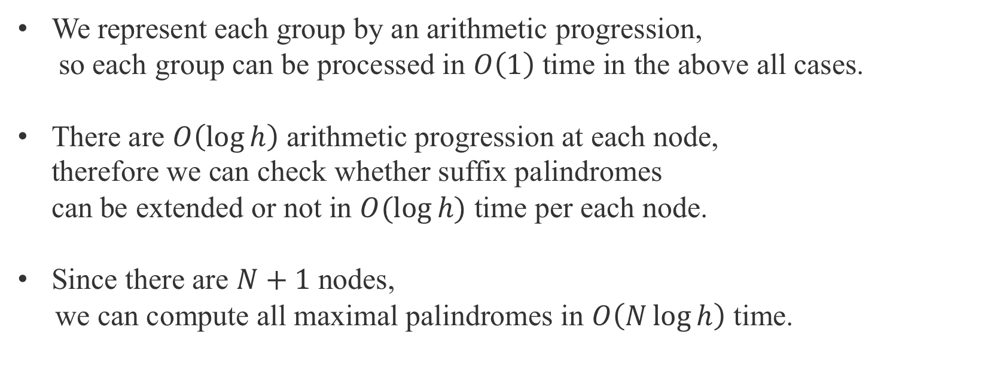 • We represent each group by an arithmetic progression,
so each group can be processed in O(1) time in the above all cases.
• There are O(log h) arithmetic progression at each node,
therefore we can check whether suffix palindromes
can be extended or not in O(log h) time per each node.
• Since there are N + 1 nodes,
we can compute all maximal palindromes in O(N log h) time.